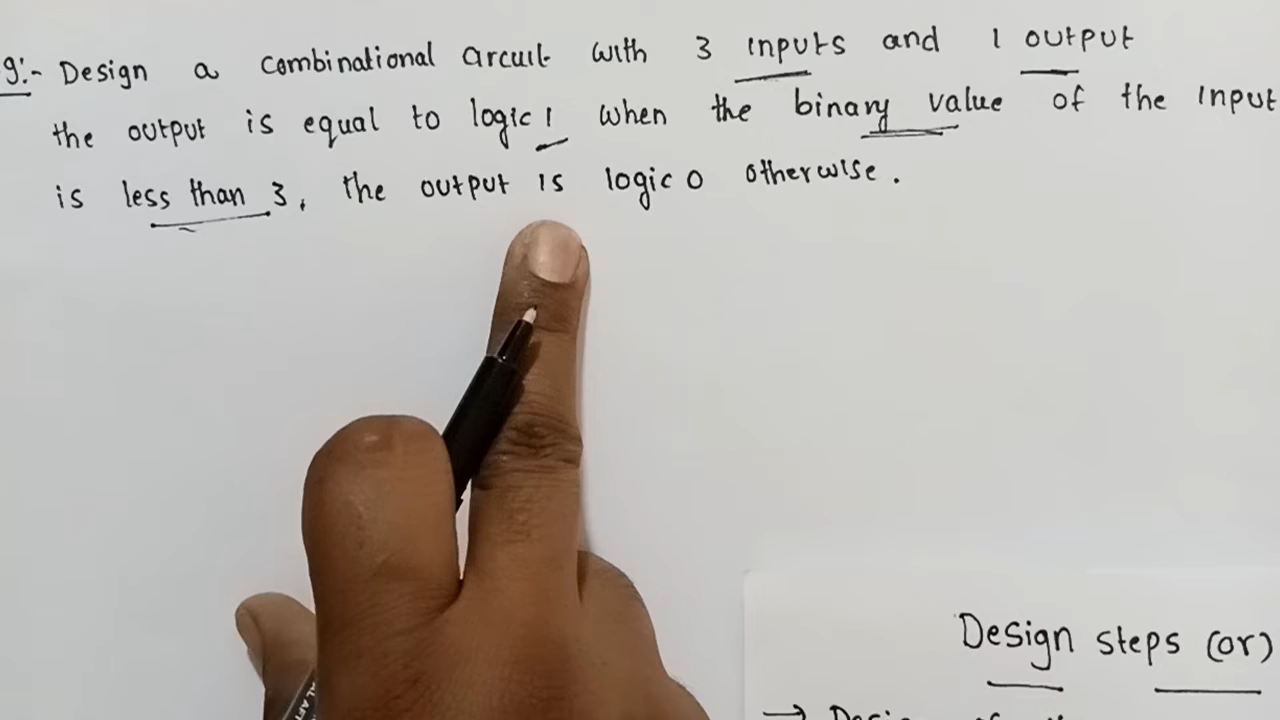 g:- Design a combinational circuit with 3 inputs and 1 output
the output is equal to logic 1 when the binary value of the input
is less than 3, the output is logic 0 otherwise.
Design steps (or)
→